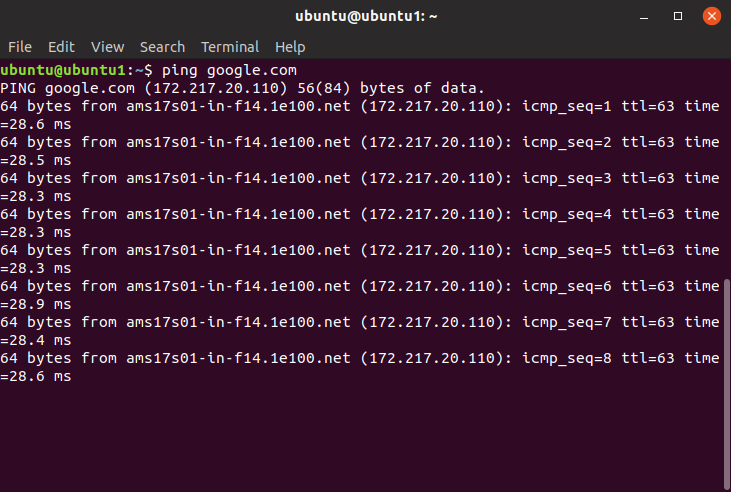 ubuntu@ubuntu1: ~
File Edit View Search Terminal Help
ubuntu@ubuntu1:~$ ping google.com
PING google.com (172.217.20.110) 56(84) bytes of data.
64 bytes from ams17s01-in-f14.1e100.net (172.217.20.110): icmp_seq=1 ttl=63 time
=28.6 ms
64 bytes from ams17s01-in-f14.1e100.net (172.217.20.110): icmp_seq=2 ttl=63 time
=28.5 ms
64 bytes from ams17s01-in-f14.1e100.net (172.217.20.110): icmp_seq=3 ttl=63 time
=28.3 ms
64 bytes from ams17s01-in-f14.1e100.net (172.217.20.110): icmp_seq=4 ttl=63 time
=28.3 ms
64 bytes from ams17s01-in-f14.1e100.net (172.217.20.110): icmp_seq=5 ttl=63 time
=28.3 ms
64 bytes from ams17s01-in-f14.1e100.net (172.217.20.110): icmp_seq=6 ttl=63 time
=28.9 ms
64 bytes from ams17s01-in-f14.1e100.net (172.217.20.110): icmp_seq=7 ttl=63 time
=28.4 ms
64 bytes from ams17s01-in-f14.1e100.net (172.217.20.110): icmp_seq=8 ttl=63 time
=28.6 ms